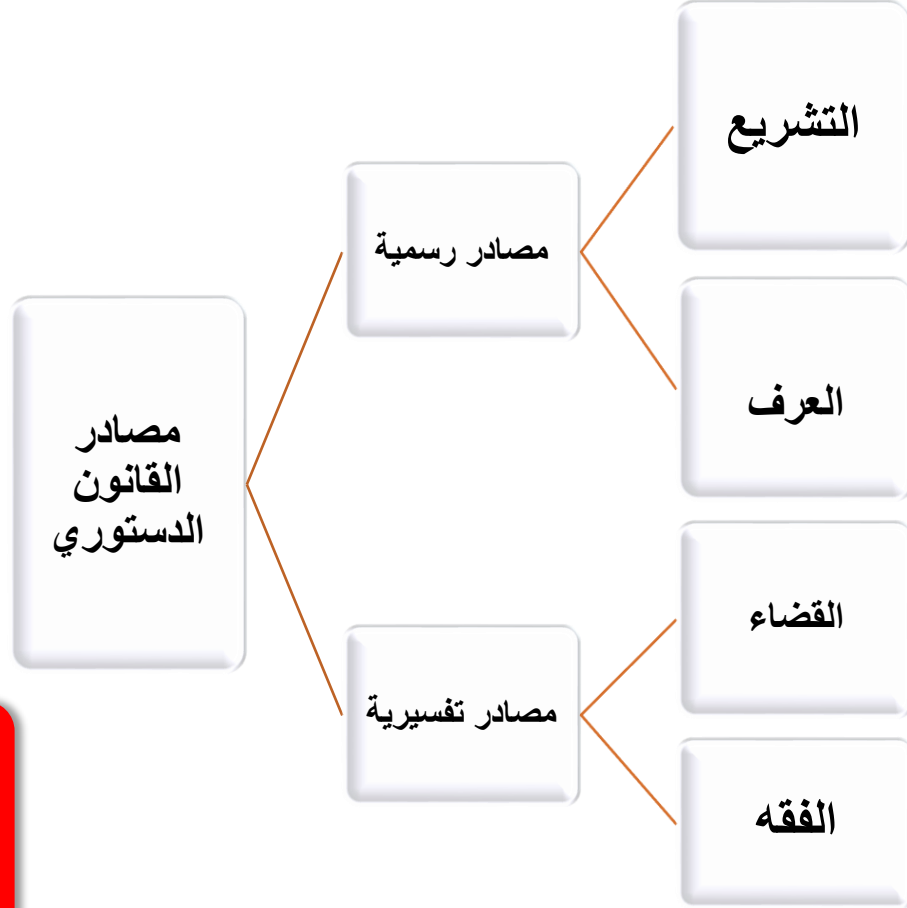 مصادر
القانون
الدستوري
مصادر رسمية
التشريع
العرف
مصادر تفسيرية
القضاء
الفقه